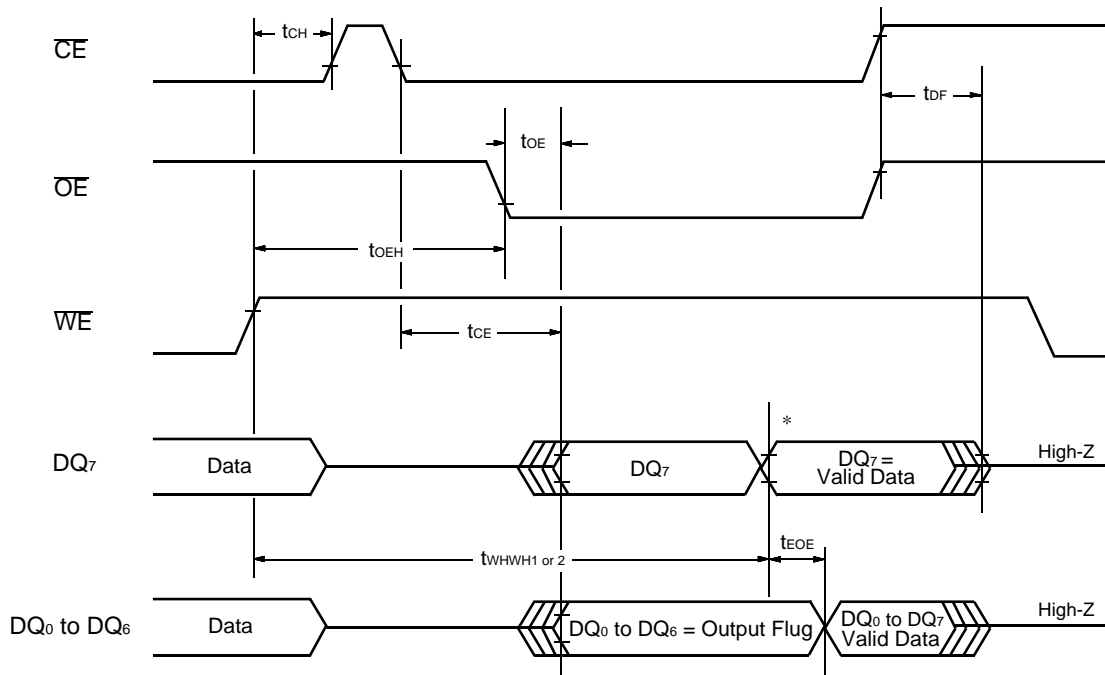 CE
tCH
tDF
tOE
OE
tOEH
WE
tCE
*
DQ7
Data
DQ7
DQ7 =
Valid Data
High-Z
tWHWH1 or 2
tEOE
DQ0 to DQ6
Data
DQ0 to DQ6 = Output Flug
DQ0 to DQ7
Valid Data
High-Z